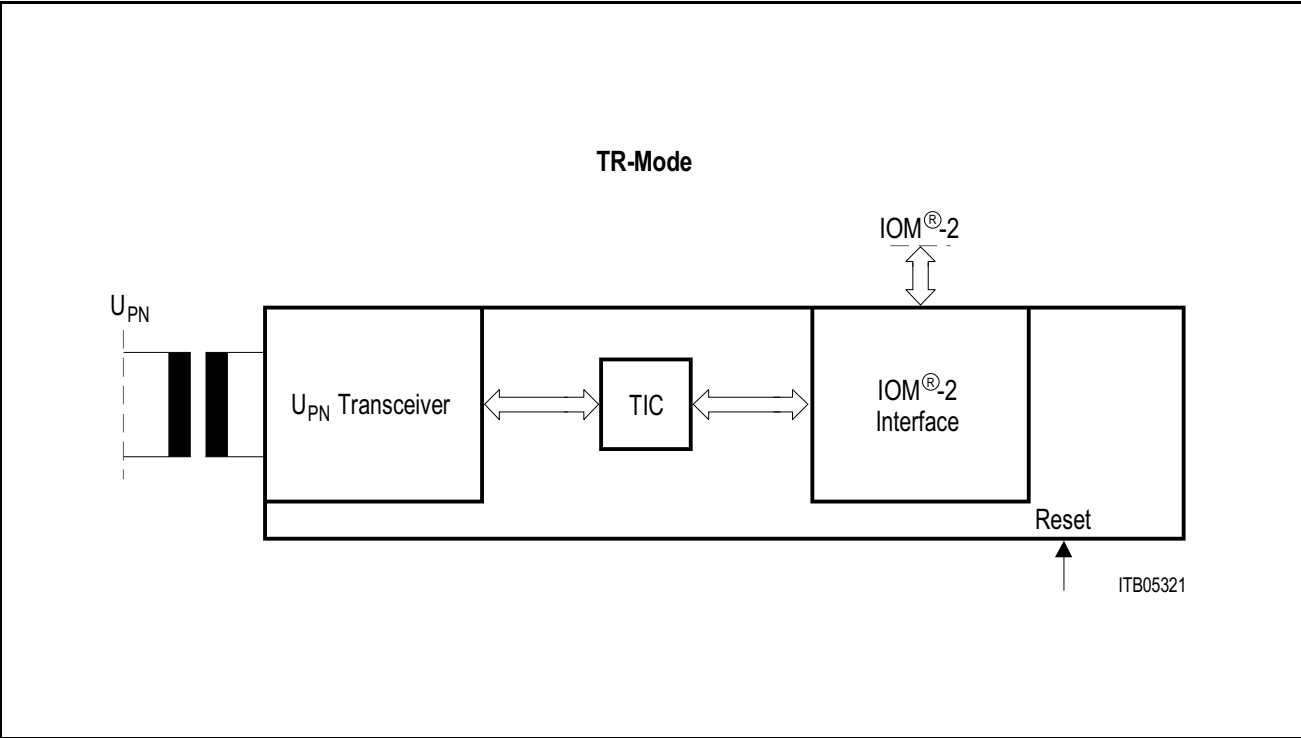 TR-Mode
IOM®-2
UPN
UPN Transceiver
TIC
IOM®-2
Interface
Reset
ITB05321